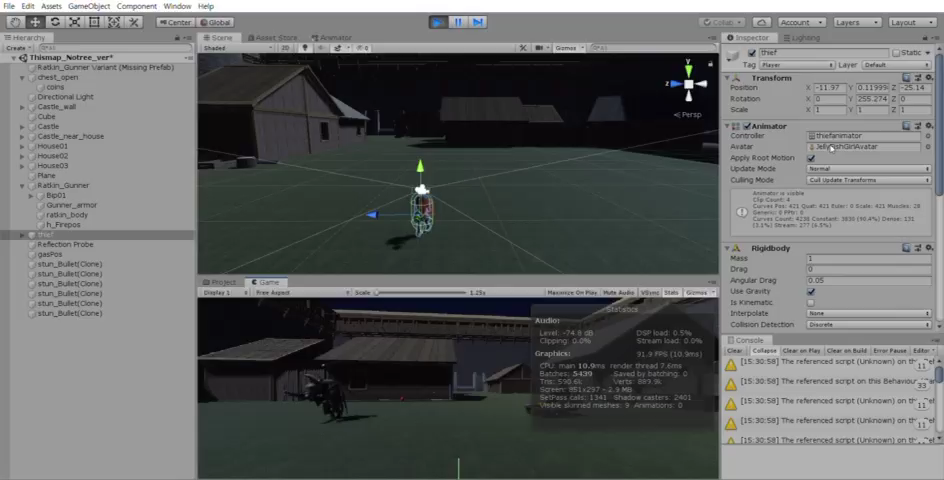 File Edit Assets GameObject Component Window Help
Center Global Collab Account Layers Layout
Hierarchy
Create All
Thismap_Notree_ver*
Ratkin_Gunner Variant (Missing Prefab)
chest_open
coins
Directional Light
Castle_wall
Cube
Castle
Castle_near_house
House01
House02
House03
Plane
Ratkin_Gunner
Bip01
Gunner_armor
ratkin_body
h_Firepos
thief
Reflection Probe
gasPos
stun_Bullet(Clone)
stun_Bullet(Clone)
stun_Bullet(Clone)
stun_Bullet(Clone)
stun_Bullet(Clone)
stun_Bullet(Clone)
Scene Asset Store Animator
Shaded 2D Gizmos All
y
z
Persp
Project Game
Display 1 Free Aspect Scale 1.25x Maximize On Play Mute Audio VSync Stats Gizmos
Statistics
Audio:
Level: -74.8 dB DSP load: 0.5%
Clipping: 0.0% Stream load: 0.0%
Graphics: 91.9 FPS (10.9ms)
CPU: main 10.9ms render thread 7.6ms
Batches: 5439 Saved by batching: 0
Tris: 590.6k Verts: 889.9k
Screen: 851x297 - 2.9 MB
SetPass calls: 1341 Shadow casters: 2401
Visible skinned meshes: 9 Animations: 0
Inspector Lighting
thief Static
Tag Player Layer Default
Transform
Position X -11.97 Y 0.119998 Z -25.14
Rotation X 0 Y 255.274 Z 0
Scale X 1 Y 1 Z 1
Animator
Controller thiefanimator
Avatar JellyFishGirlAvatar
Apply Root Motion
Update Mode Normal
Culling Mode Cull Update Transforms
Animator is visible
Clip Count: 4
Curves Pos: 421 Quat: 421 Euler: 0 Scale: 421 Muscles: 28
Generic: 0 PPtr: 0
Curves Count: 4238 Constant: 3830 (90.4%) Dense: 131
(3.1%) Stream: 277 (6.5%)
Rigidbody
Mass 1
Drag 0
Angular Drag 0.05
Use Gravity
Is Kinematic
Interpolate None
Collision Detection Discrete
Console
Clear Collapse Clear on Play Clear on Build Error Pause Editor
[15:30:58] The referenced script (Unknown) on th 11
[15:30:58] The referenced script on this Behaviour 33
[15:30:58] The referenced script (Unknown) on th 11
[15:30:58] The referenced script (Unknown) on th 11
[15:30:58] The referenced script (Unknown) on th